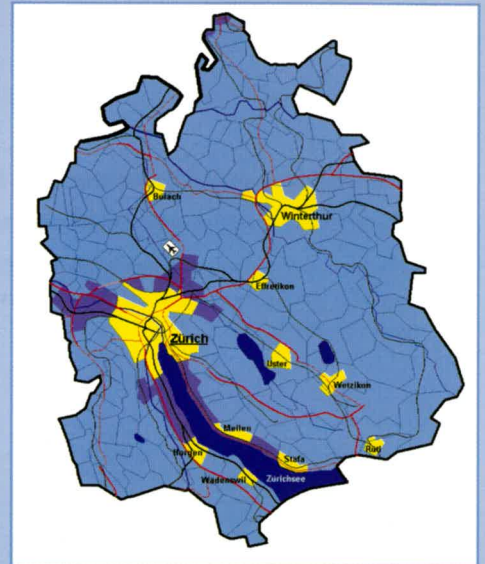 Bülach
Winterthur
Effretikon
Zürich
Uster
Wetzikon
Meilen
Horgen
Stäfa
Rüti
Wädenswil
Zürichsee